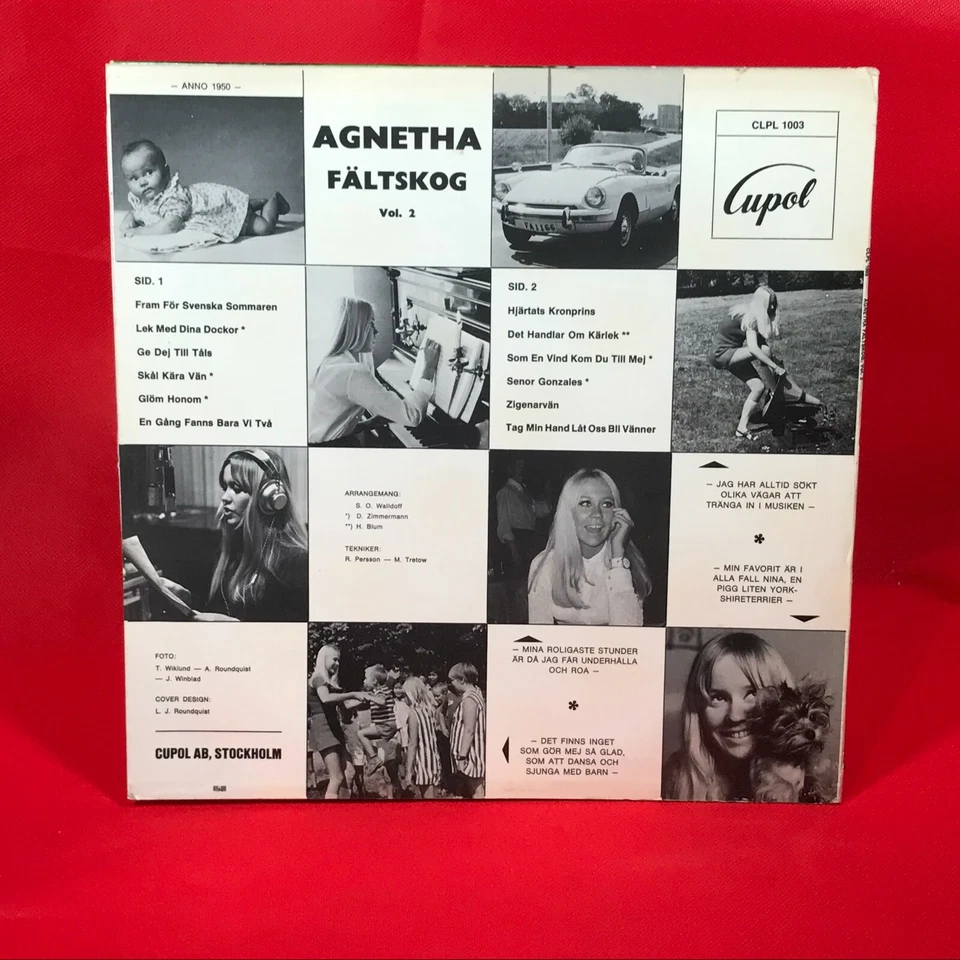 — ANNO 1950 —
AGNETHA
FÄLTSKOG
Vol. 2
YA1166
CLPL 1003
Cupol
SID. 1
Fram För Svenska Sommaren
Lek Med Dina Dockor *
Ge Dej Till Tåls
Skål Kära Vän *
Glöm Honom *
En Gång Fanns Bara Vi Två
SID. 2
Hjärtats Kronprins
Det Handlar Om Kärlek **
Som En Vind Kom Du Till Mej *
Senor Gonzales *
Zigenarvän
Tag Min Hand Låt Oss Bli Vänner
ARRANGEMANG:
S. O. Walldoff
*) D. Zimmermann
**) H. Blum
TEKNIKER:
R. Persson — M. Tretow
— JAG HAR ALLTID SÖKT
OLIKA VÄGAR ATT
TRÄNGA IN I MUSIKEN —
*
— MIN FAVORIT ÄR I
ALLA FALL NINA, EN
PIGG LITEN YORK-
SHIRETERRIER —
FOTO:
T. Wiklund — A. Roundquist
— J. Winblad
COVER DESIGN:
L. J. Roundquist
CUPOL AB, STOCKHOLM
— MINA ROLIGASTE STUNDER
ÄR DÅ JAG FÅR UNDERHÅLLA
OCH ROA —
*
— DET FINNS INGET
SOM GÖR MEJ SÅ GLAD,
SOM ATT DANSA OCH
SJUNGA MED BARN —